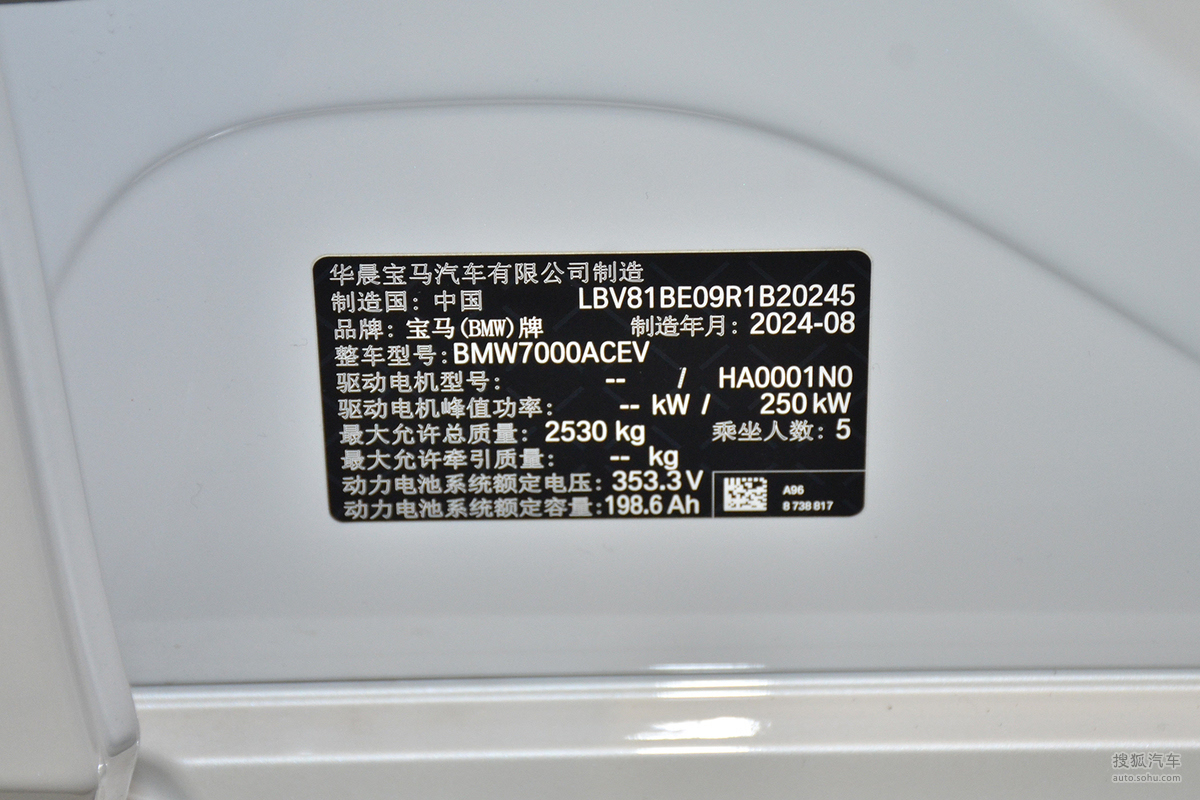 华晨宝马汽车有限公司制造
制造国：中国 LBV81BE09R1B20245
品牌：宝马(BMW)牌 制造年月：2024-08
整车型号：BMW7000ACEV
驱动电机型号： -- / HA0001N0
驱动电机峰值功率： -- kW / 250 kW
最大允许总质量：2530 kg 乘坐人数：5
最大允许牵引质量： -- kg
动力电池系统额定电压：353.3 V
动力电池系统额定容量：198.6 Ah
A96
8 738 817
搜狐汽车
auto.sohu.com